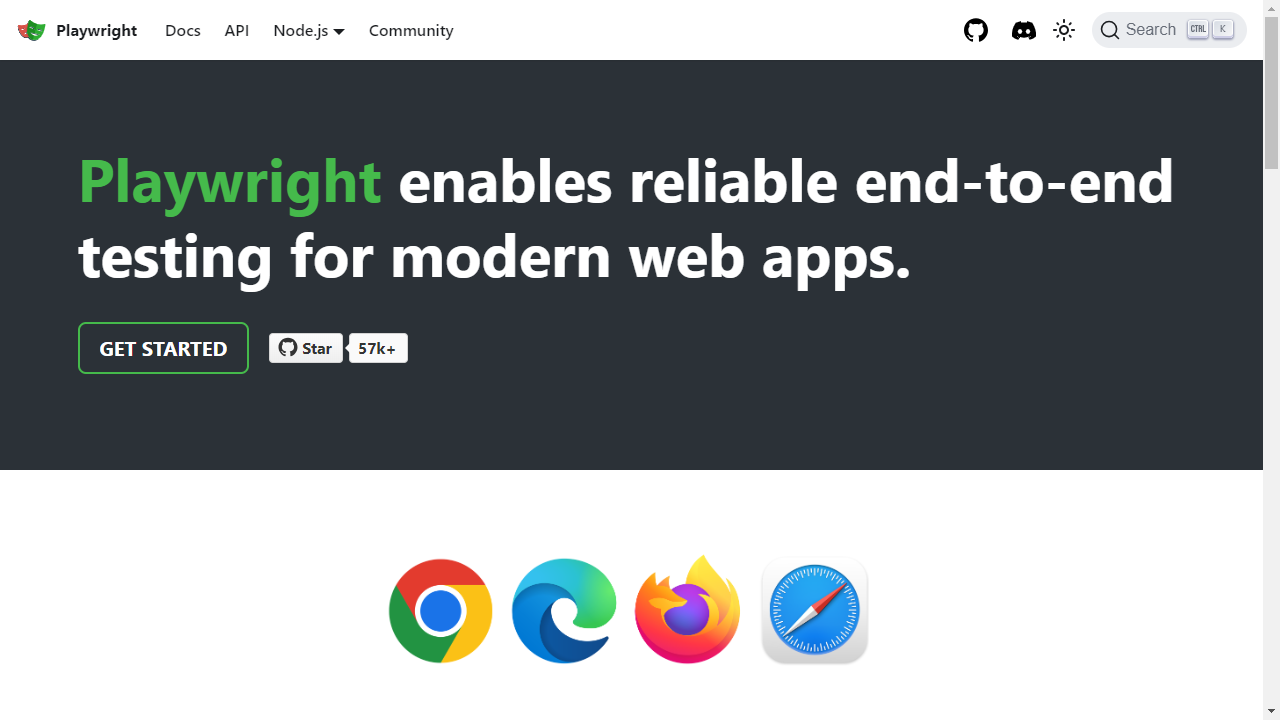 Playwright Docs API Node.js Community Search CTRL K
Playwright enables reliable end-to-end
testing for modern web apps.
GET STARTED Star 57k+